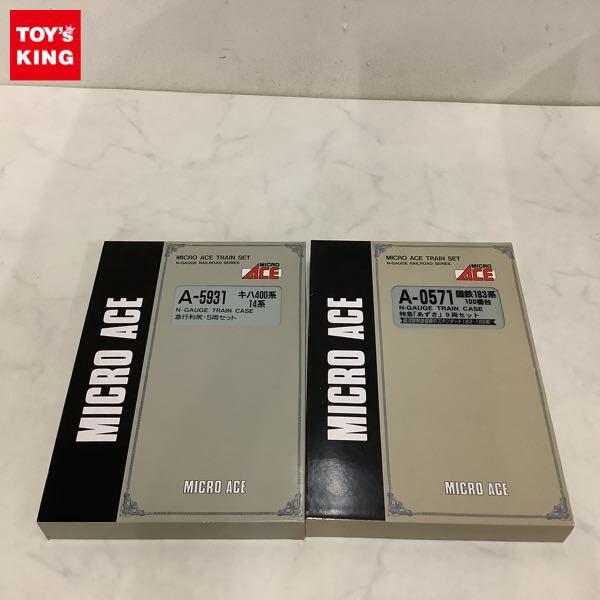 TOY's
KING
MICRO ACE
MICRO ACE TRAIN SET
N-GAUGE RAILROAD SERIES
MICRO
ACE
A-5931 キハ400系
14系
N-GAUGE TRAIN CASE
急行利尻・5両セット
MICRO ACE
MICRO ACE
MICRO ACE TRAIN SET
N-GAUGE RAILROAD SERIES
MICRO
ACE
A-0571 国鉄183系
100番台
N-GAUGE TRAIN CASE
特急「あずさ」9両セット
MICRO ACE